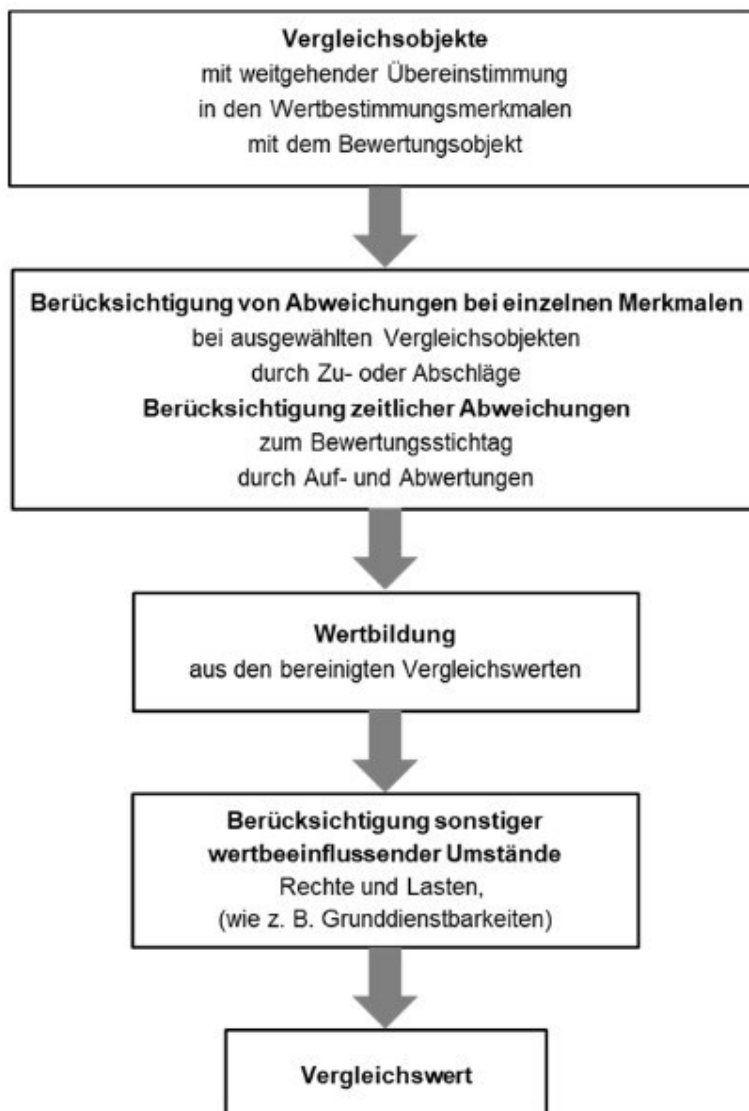 Vergleichsobjekte
mit weitgehender Übereinstimmung
in den Wertbestimmungsmerkmalen
mit dem Bewertungsobjekt
Berücksichtigung von Abweichungen bei einzelnen Merkmalen
bei ausgewählten Vergleichsobjekten
durch Zu- oder Abschläge
Berücksichtigung zeitlicher Abweichungen
zum Bewertungsstichtag
durch Auf- und Abwertungen
Wertbildung
aus den bereinigten Vergleichswerten
Berücksichtigung sonstiger
wertbeeinflussender Umstände
Rechte und Lasten,
(wie z. B. Grunddienstbarkeiten)
Vergleichswert